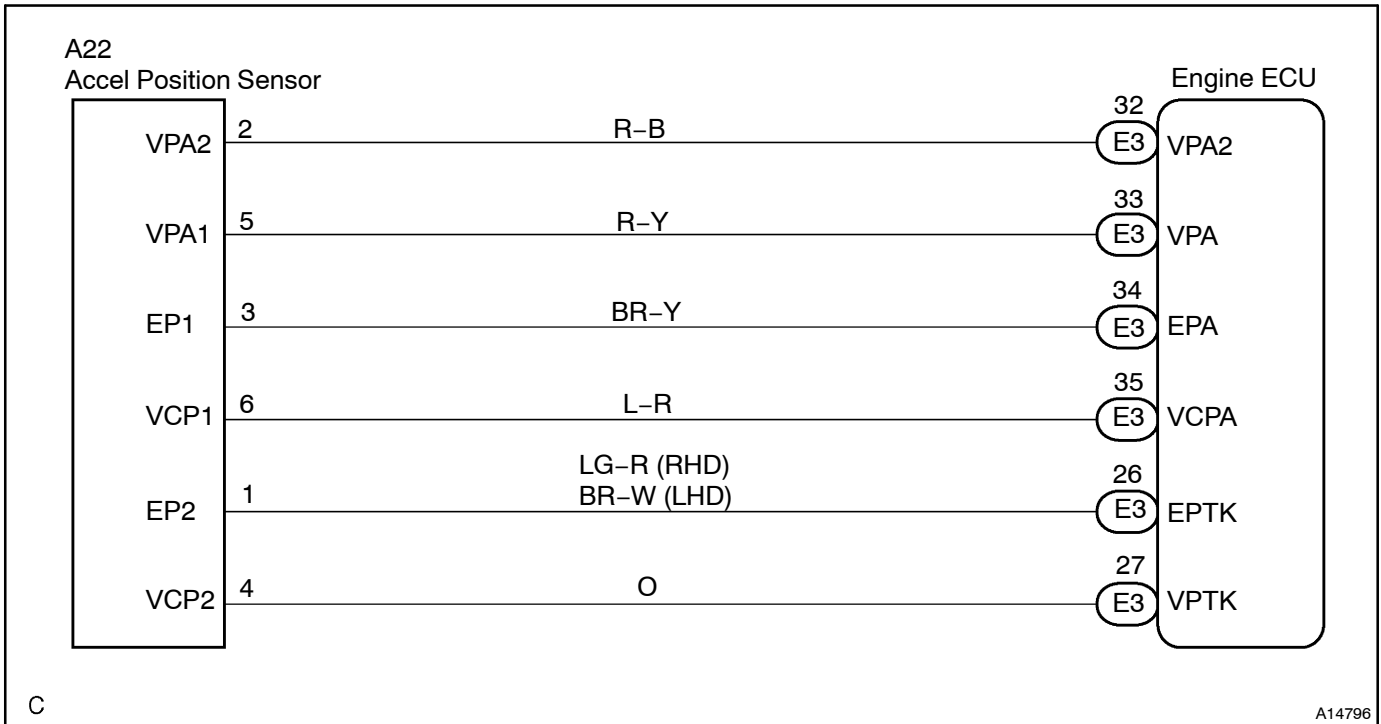 A22
Accel Position Sensor
Engine ECU
VPA2 2 R−B 32 E3 VPA2
VPA1 5 R−Y 33 E3 VPA
EP1 3 BR−Y 34 E3 EPA
VCP1 6 L−R 35 E3 VCPA
LG−R (RHD)
EP2 1 BR−W (LHD) 26 E3 EPTK
VCP2 4 O 27 E3 VPTK
C
A14796